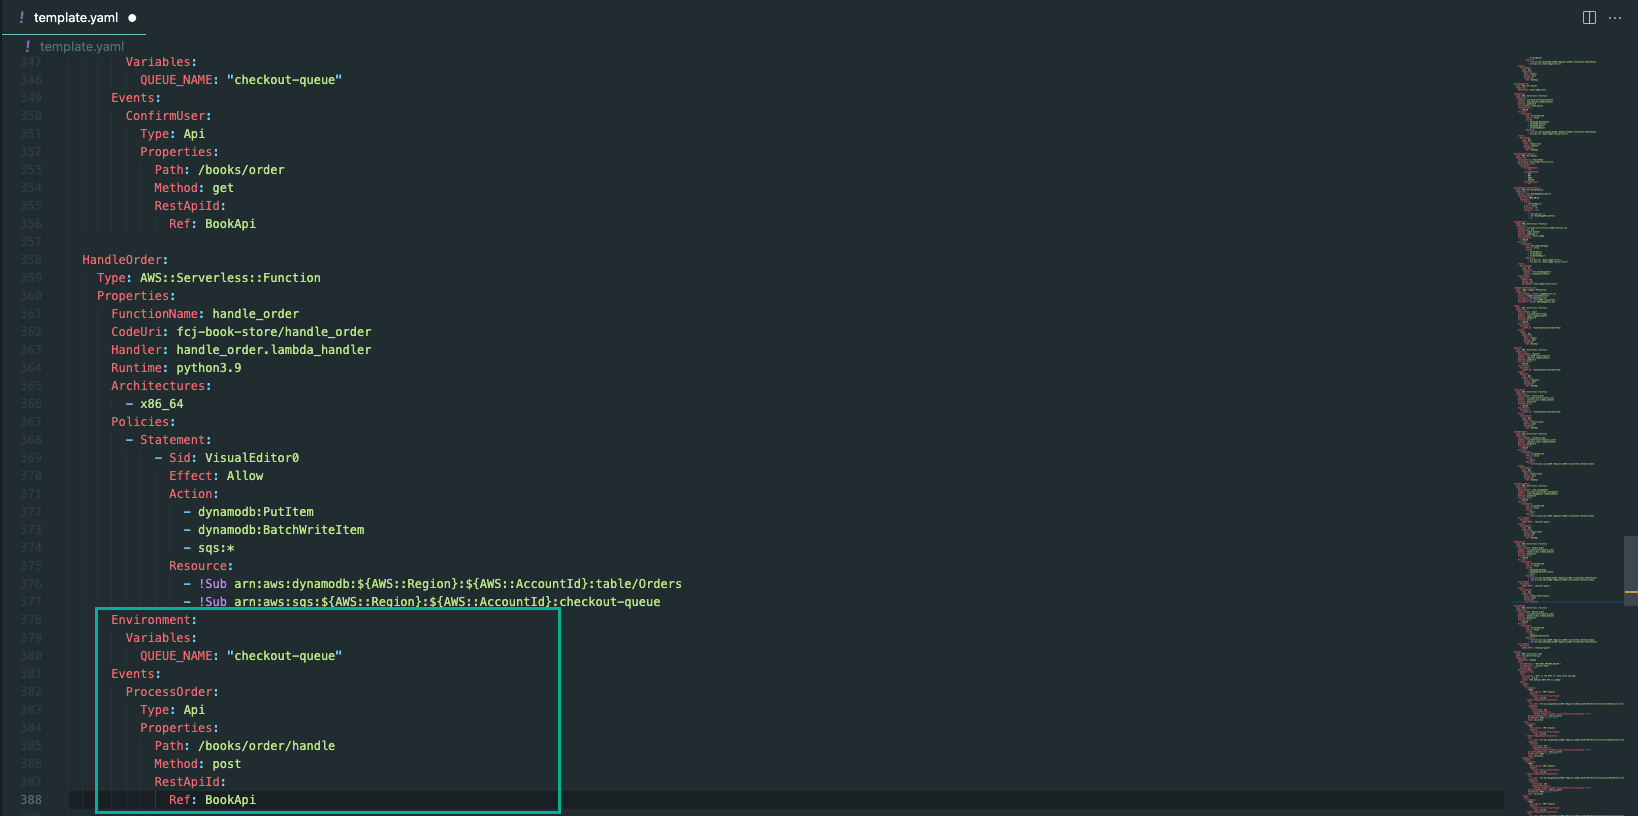 ! template.yaml ●
! template.yaml
347 Variables:
348 QUEUE_NAME: "checkout-queue"
349 Events:
350 ConfirmUser:
351 Type: Api
352 Properties:
353 Path: /books/order
354 Method: get
355 RestApiId:
356 Ref: BookApi
357
358 HandleOrder:
359 Type: AWS::Serverless::Function
360 Properties:
361 FunctionName: handle_order
362 CodeUri: fcj-book-store/handle_order
363 Handler: handle_order.lambda_handler
364 Runtime: python3.9
365 Architectures:
366 - x86_64
367 Policies:
368 - Statement:
369 - Sid: VisualEditor0
370 Effect: Allow
371 Action:
372 - dynamodb:PutItem
373 - dynamodb:BatchWriteItem
374 - sqs:*
375 Resource:
376 - !Sub arn:aws:dynamodb:${AWS::Region}:${AWS::AccountId}:table/Orders
377 - !Sub arn:aws:sqs:${AWS::Region}:${AWS::AccountId}:checkout-queue
378 Environment:
379 Variables:
380 QUEUE_NAME: "checkout-queue"
381 Events:
382 ProcessOrder:
383 Type: Api
384 Properties:
385 Path: /books/order/handle
386 Method: post
387 RestApiId:
388 Ref: BookApi